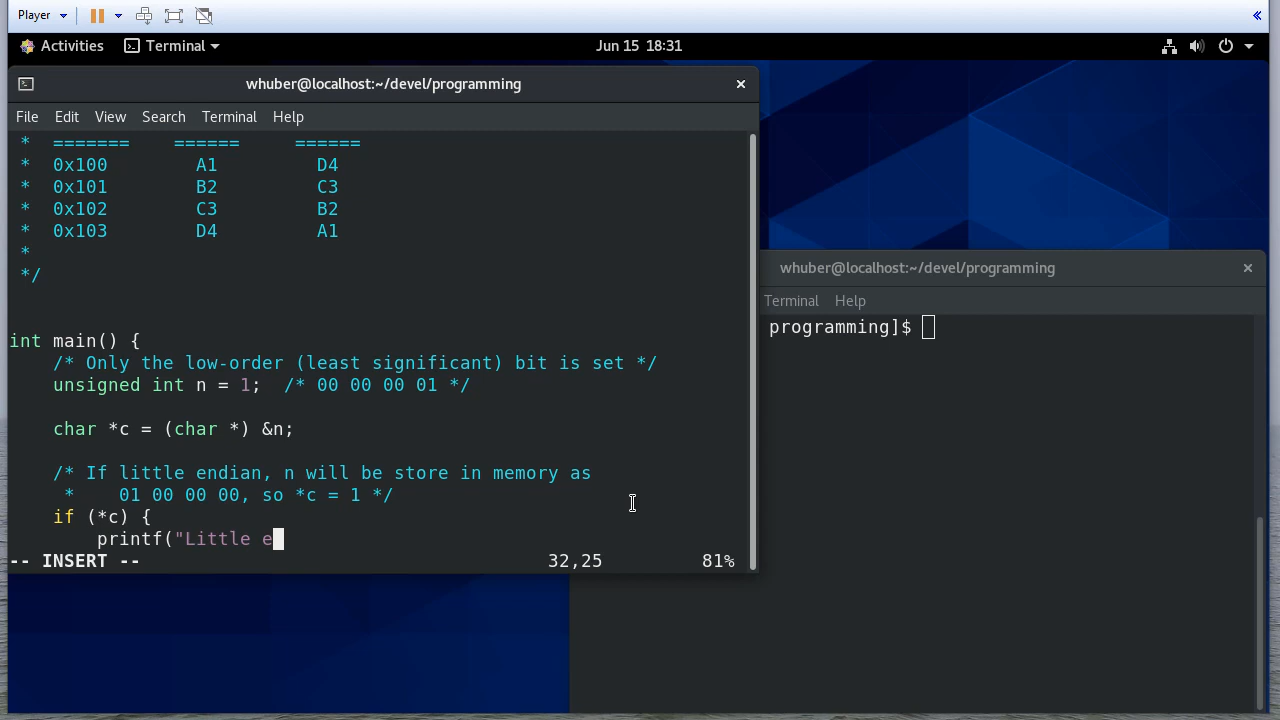 Player
«
Activities Terminal Jun 15 18:31
whuber@localhost:~/devel/programming ×
File Edit View Search Terminal Help
* ======= ====== ======
* 0x100 A1 D4
* 0x101 B2 C3
* 0x102 C3 B2
* 0x103 D4 A1
*
*/
int main() {
/* Only the low-order (least significant) bit is set */
unsigned int n = 1; /* 00 00 00 01 */
char *c = (char *) &n;
/* If little endian, n will be store in memory as
* 01 00 00 00, so *c = 1 */
if (*c) {
printf("Little e
-- INSERT -- 32,25 81%
whuber@localhost:~/devel/programming ×
Terminal Help
programming]$